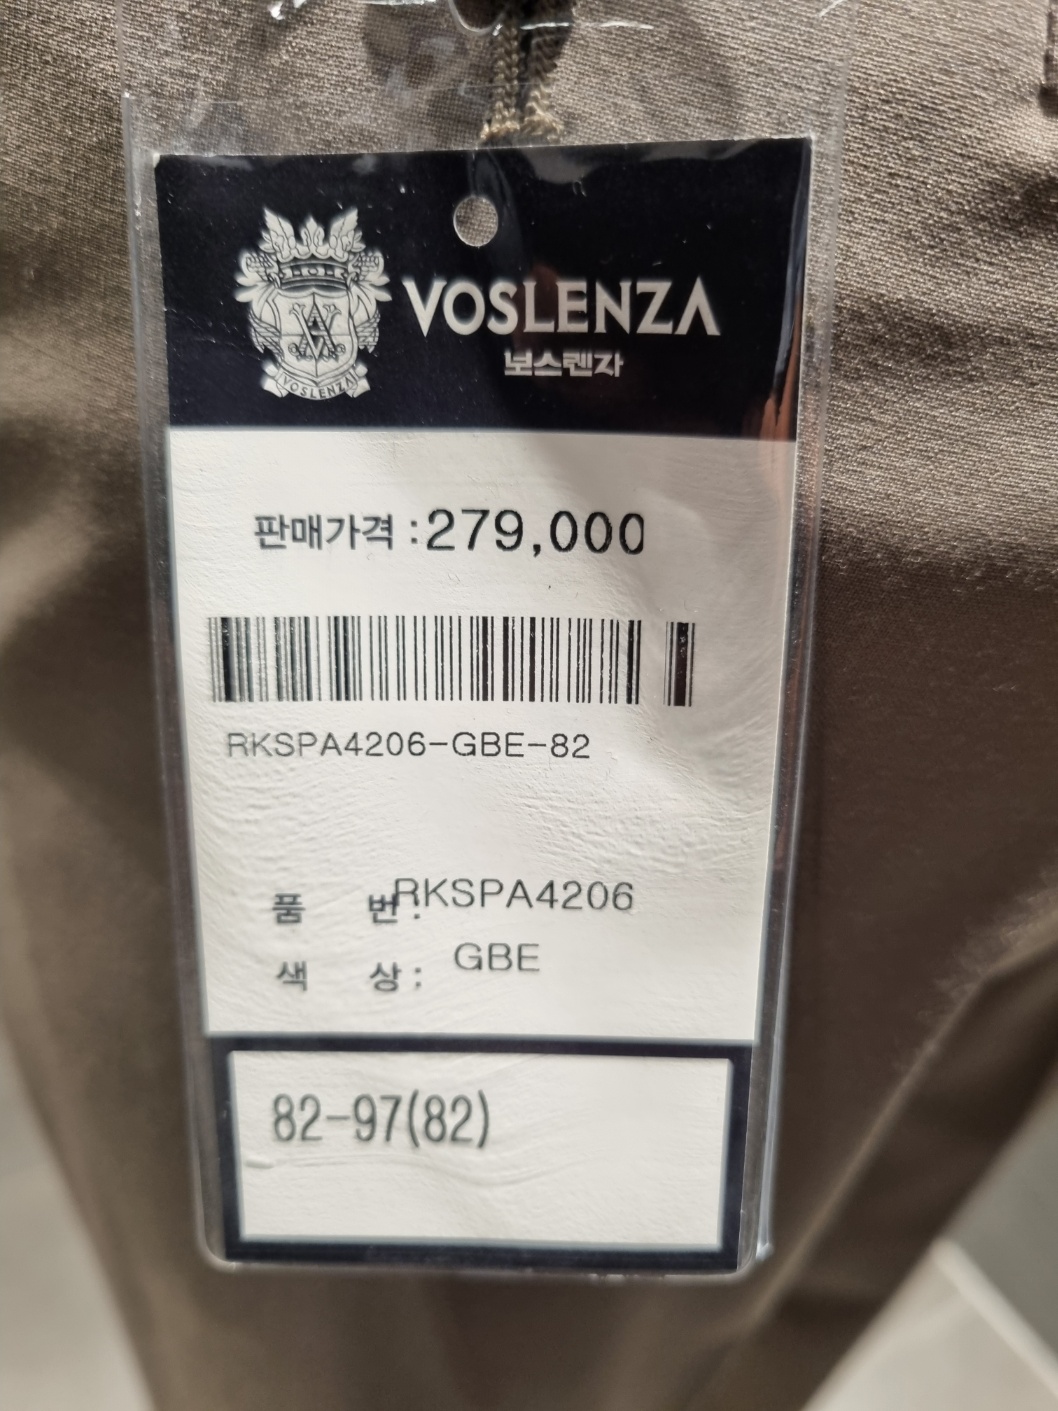 VOSLENZA
VOSLENZA
보스렌자
판매가격 :279,000
RKSPA4206-GBE-82
품 번: RKSPA4206
색 상: GBE
82-97(82)